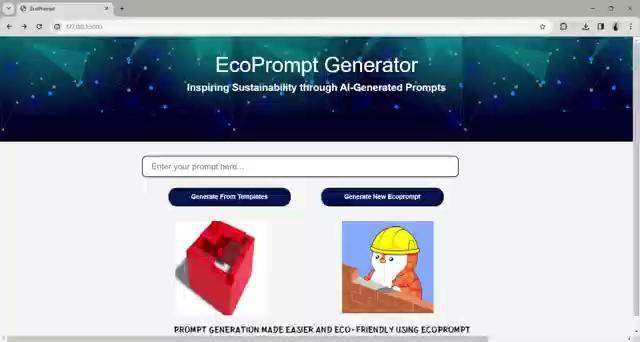 EcoPrompt
127.0.0.1:5000
EcoPrompt Generator
Inspiring Sustainability through AI-Generated Prompts
Enter your prompt here...
Generate From Templates
Generate New Ecoprompt
PROMPT GENERATION MADE EASIER AND ECO-FRIENDLY USING ECOPROMPT